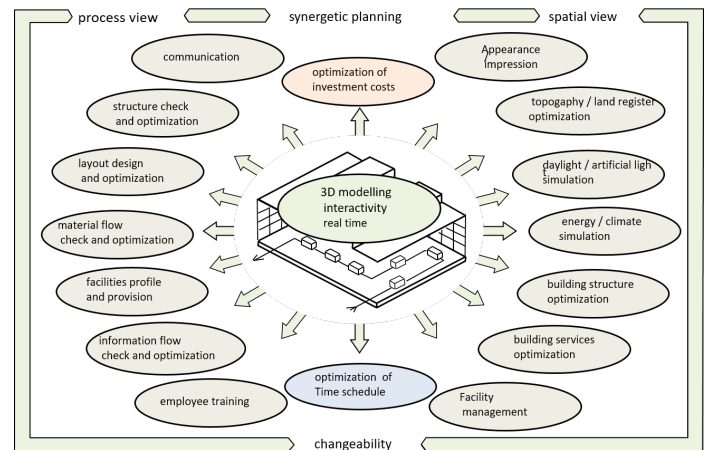 process view
synergetic planning
spatial view
communication
optimization of
investment costs
Appearance
/
impression
structure check
and optimization
topogaphy / land register
optimization
layout design
and optimization
3D modelling
interactivity
real time
daylight / artificial ligh
t
simulation
material flow
check and optimization
energy / climate
simulation
facilities profile
and provision
building structure
optimization
information flow
check and optimization
building services
optimization
employee training
optimization of
Time schedule
Facility
management
changeability